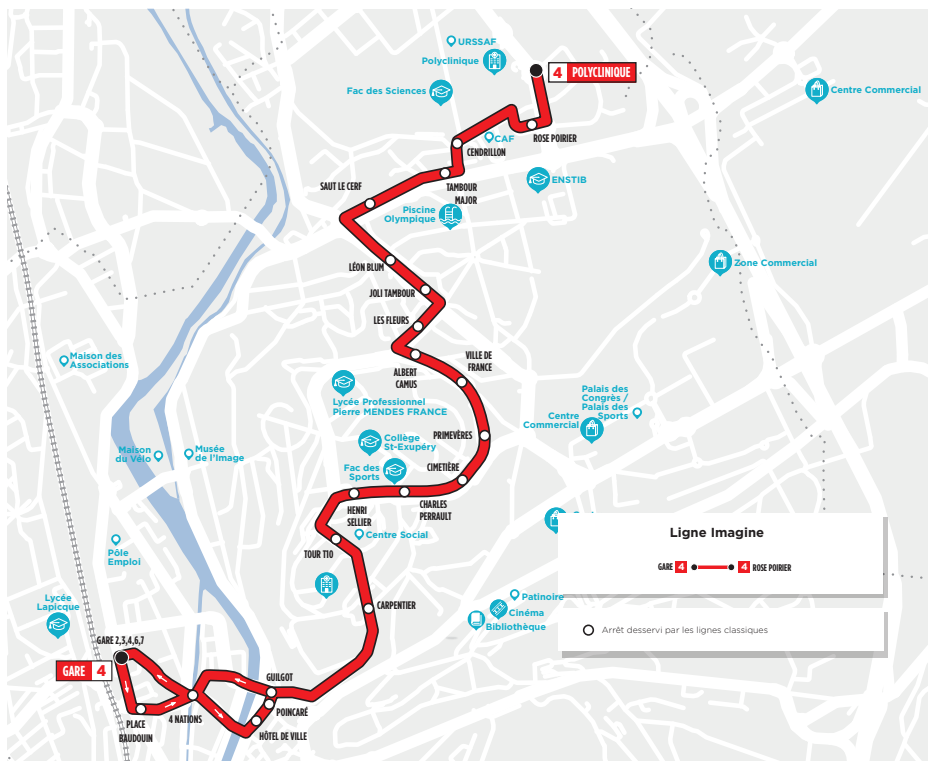 URSSAF
Polyclinique
4 POLYCLINIQUE
Fac des Sciences
Centre Commercial
ROSE POIRIER
CAF
CENDRILLON
ENSTIB
TAMBOUR
MAJOR
SAUT LE CERF
Piscine
Olympique
LÉON BLUM
Zone Commercial
JOLI TAMBOUR
LES FLEURS
Maison des
Associations
ALBERT
CAMUS
VILLE DE
FRANCE
Lycée Professionnel
Pierre MENDES FRANCE
Palais des
Congrès /
Palais des
Sports
Centre
Commercial
PRIMEVÈRES
Collège
St-Exupéry
Maison
du Vélo
Musée
de l'Image
Fac des
Sports
CIMETIÈRE
HENRI
SELLIER
CHARLES
PERRAULT
Centre Social
TOUR T10
Pôle
Emploi
Ligne Imagine
GARE 4
4 ROSE POIRIER
Arrêt desservi par les lignes classiques
Patinoire
Cinéma
Bibliothèque
CARPENTIER
Lycée
Lapicque
GARE 2,3,4,6,7
GARE 4
GUILGOT
POINCARÉ
4 NATIONS
PLACE
BAUDOUIN
HÔTEL DE VILLE